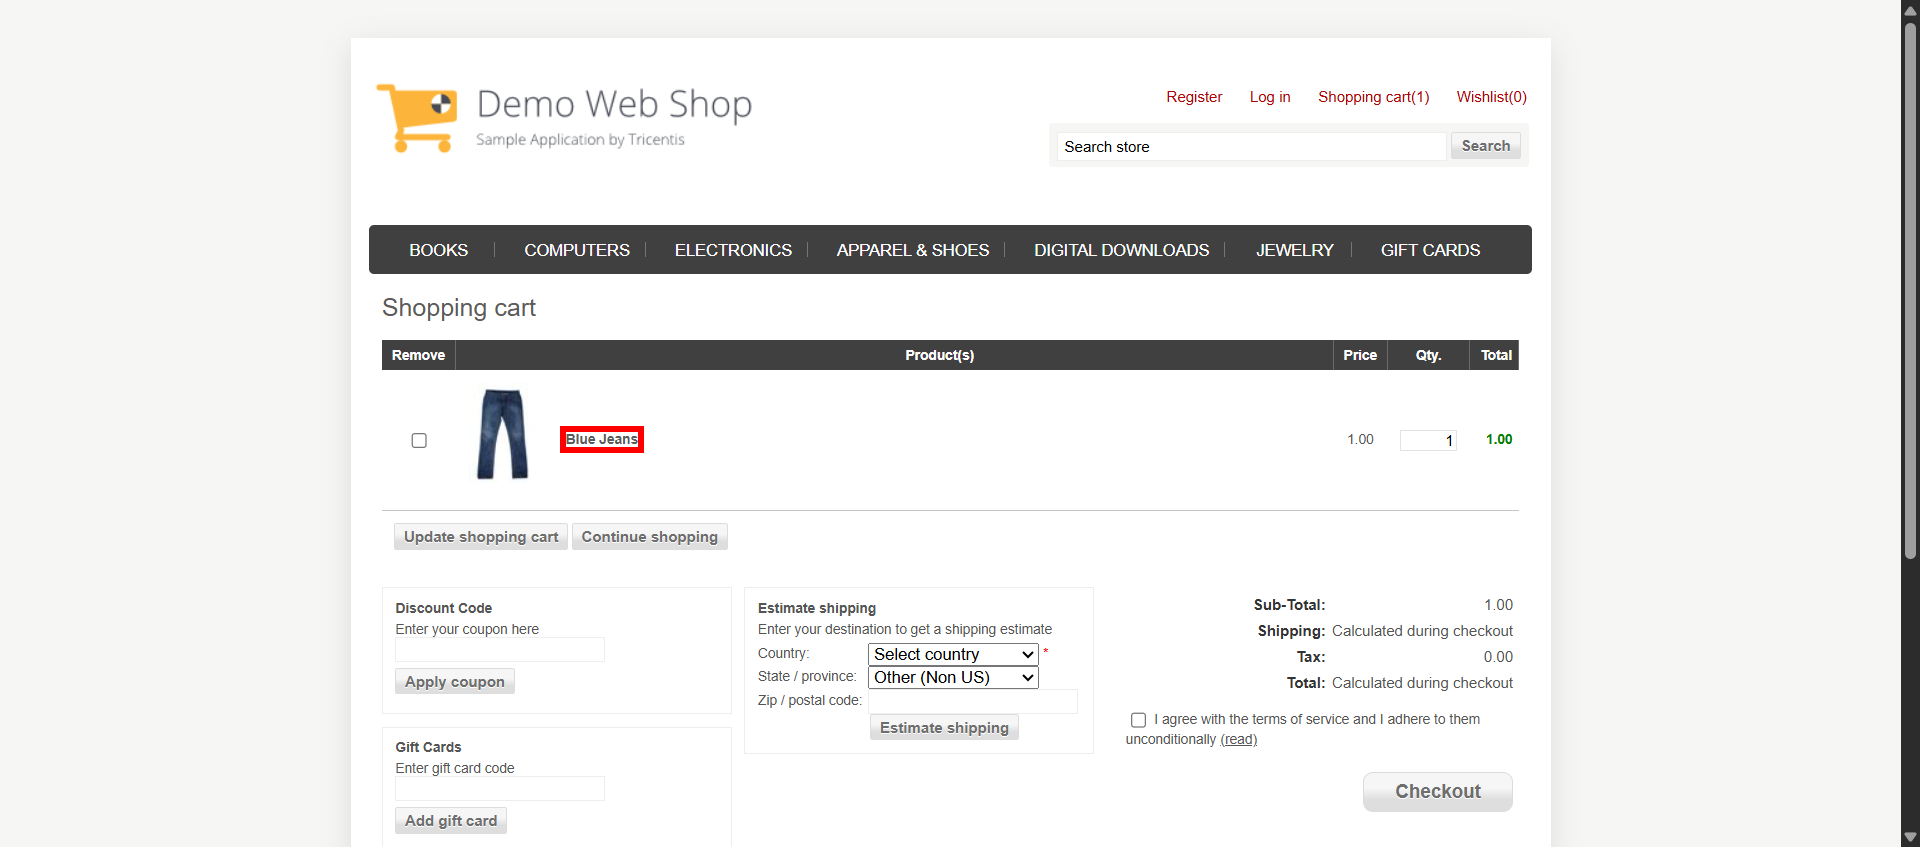 Demo Web Shop
Sample Application by Tricentis
Register Log in Shopping cart(1) Wishlist(0)
Search store Search
BOOKS COMPUTERS ELECTRONICS APPAREL & SHOES DIGITAL DOWNLOADS JEWELRY GIFT CARDS
Shopping cart
Remove Product(s) Price Qty. Total
Blue Jeans 1.00 1 1.00
Update shopping cart Continue shopping
Discount Code
Enter your coupon here
Apply coupon
Gift Cards
Enter gift card code
Add gift card
Estimate shipping
Enter your destination to get a shipping estimate
Country: Select country *
State / province: Other (Non US)
Zip / postal code:
Estimate shipping
Sub-Total: 1.00
Shipping: Calculated during checkout
Tax: 0.00
Total: Calculated during checkout
I agree with the terms of service and I adhere to them
unconditionally (read)
Checkout